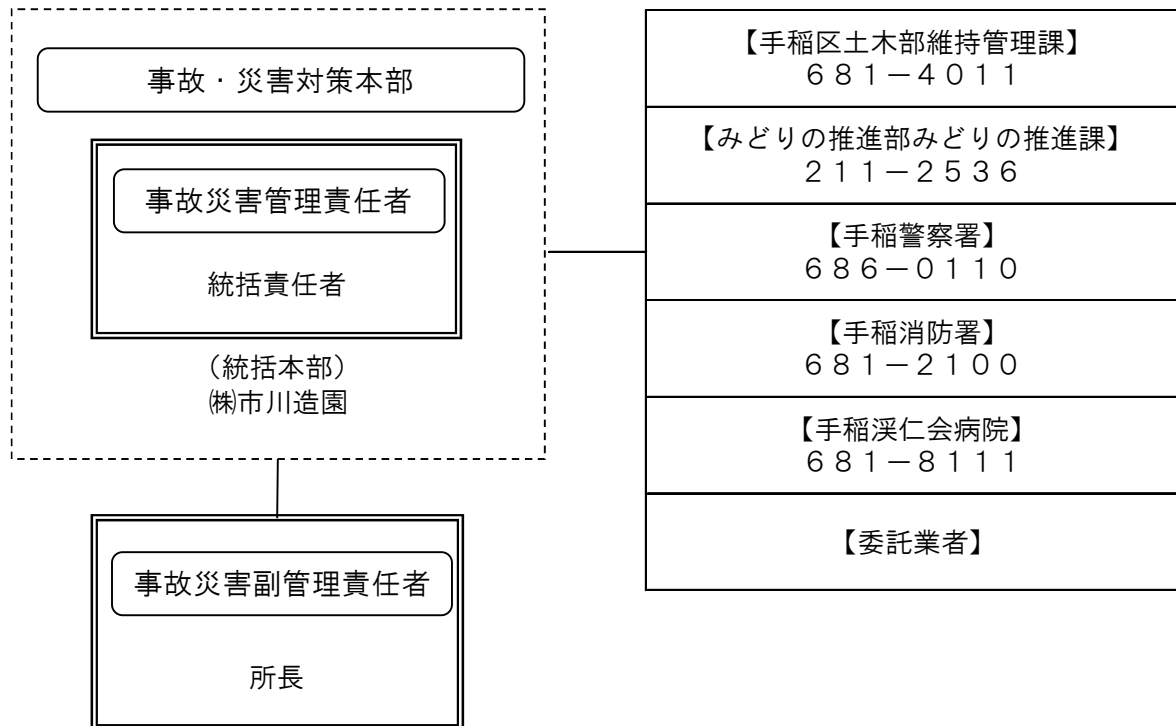 事故・災害対策本部
事故災害管理責任者
統括責任者
（統括本部）
㈱市川造園
事故災害副管理責任者
所長
【手稲区土木部維持管理課】
６８１－４０１１
【みどりの推進部みどりの推進課】
２１１－２５３６
【手稲警察署】
６８６－０１１０
【手稲消防署】
６８１－２１００
【手稲渓仁会病院】
６８１－８１１１
【委託業者】